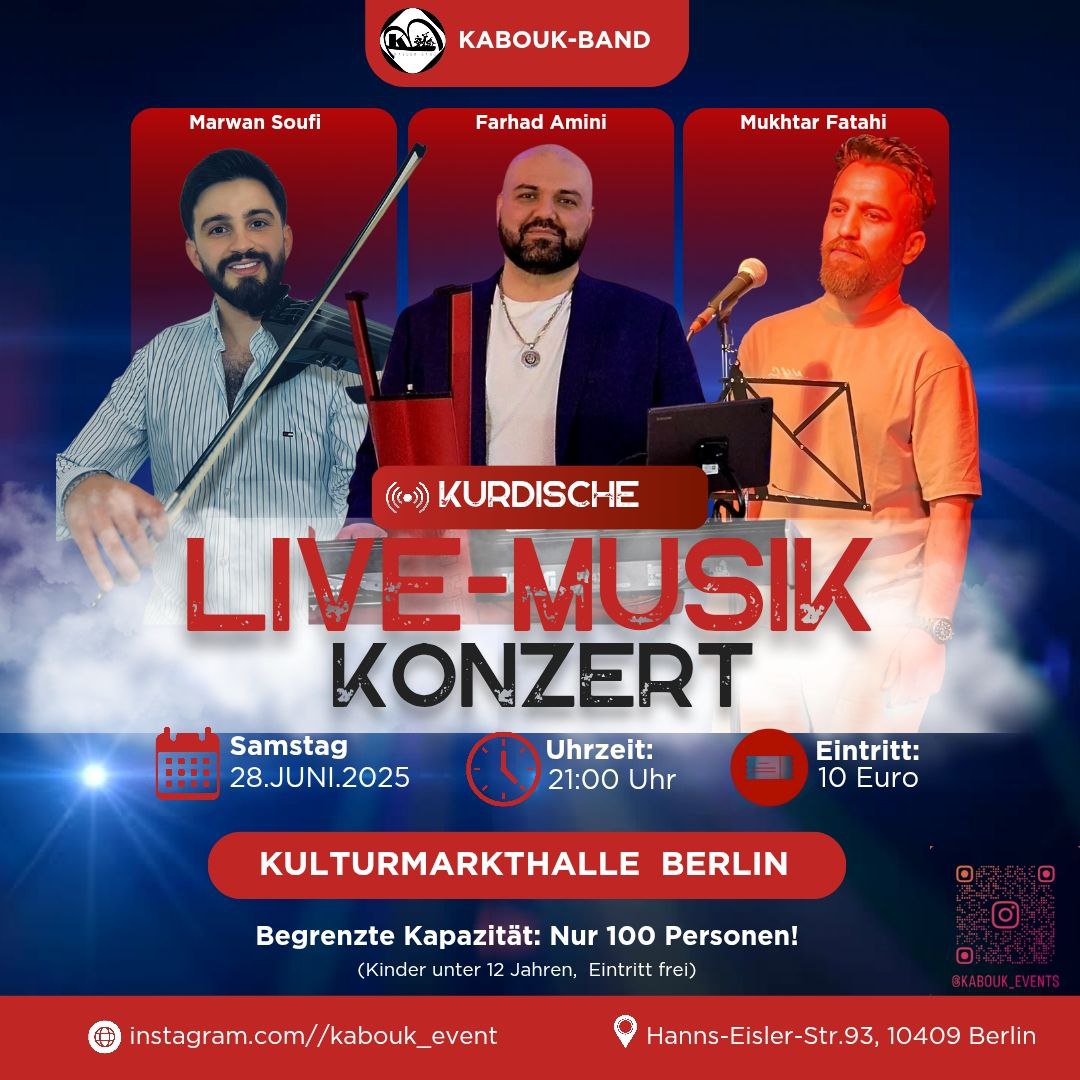 KABOUK-BAND
Marwan Soufi
Farhad Amini
Mukhtar Fatahi
KURDISCHE
LIVE-MUSIK
KONZERT
Samstag
28.JUNI.2025
Uhrzeit:
21:00 Uhr
Eintritt:
10 Euro
KULTURMARKTHALLE BERLIN
Begrenzte Kapazität: Nur 100 Personen!
(Kinder unter 12 Jahren, Eintritt frei)
@KABOUK_EVENTS
instagram.com//kabouk_event
Hanns-Eisler-Str.93, 10409 Berlin